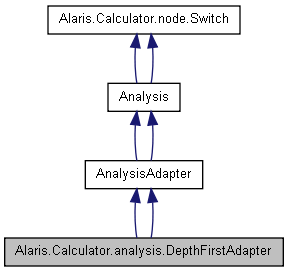 Alaris.Calculator.node.Switch
Analysis
AnalysisAdapter
Alaris.Calculator.analysis.DepthFirstAdapter